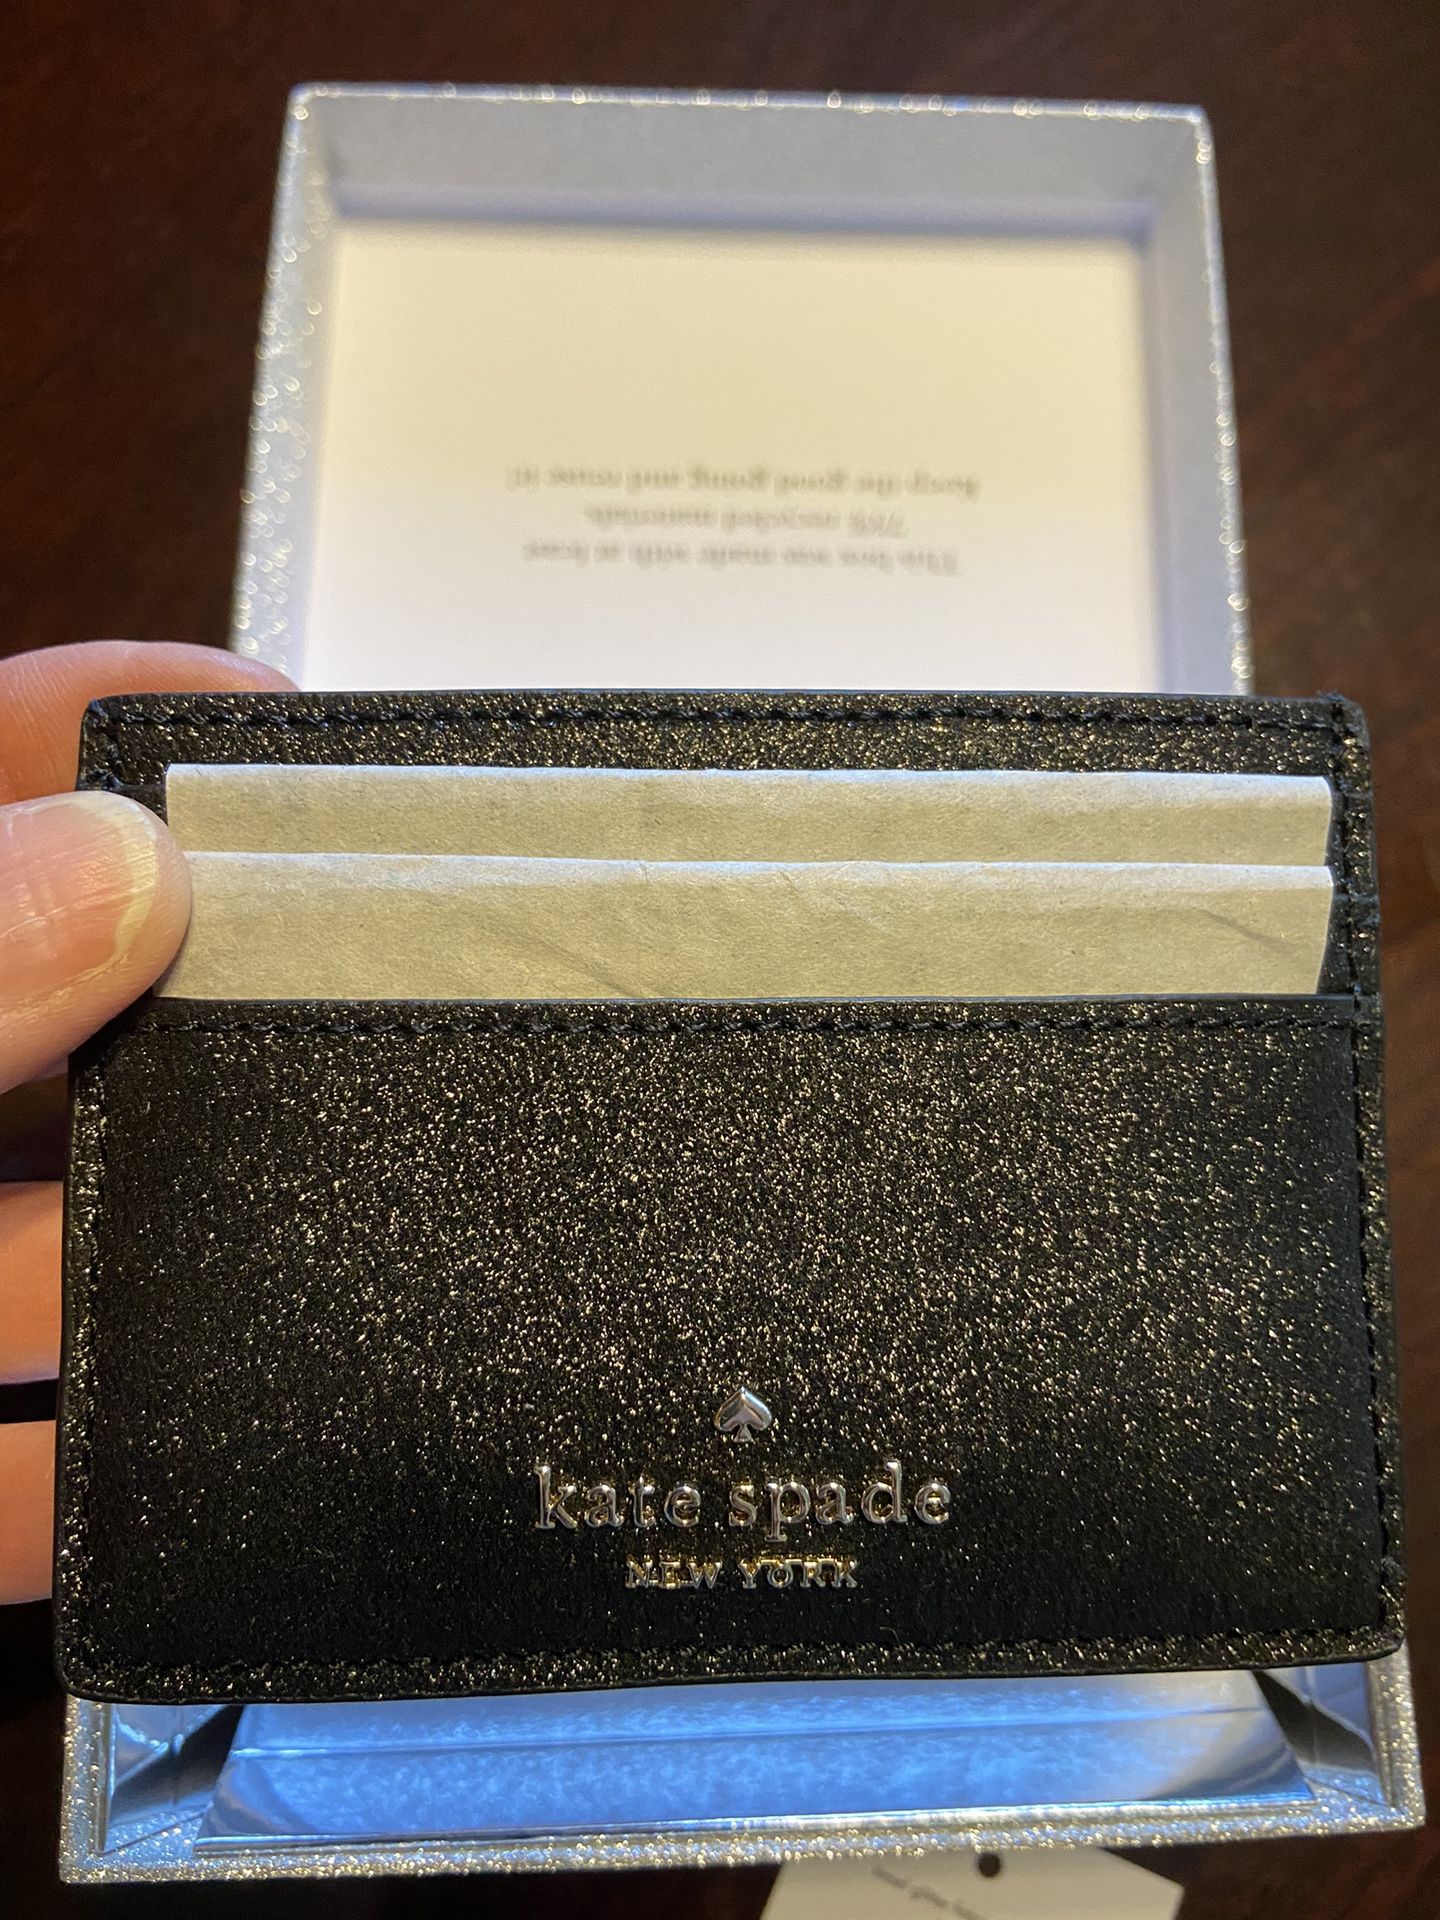 This box was made with at least
75% recycled materials.
Keep the good going and reuse it!
kate spade
NEW YORK